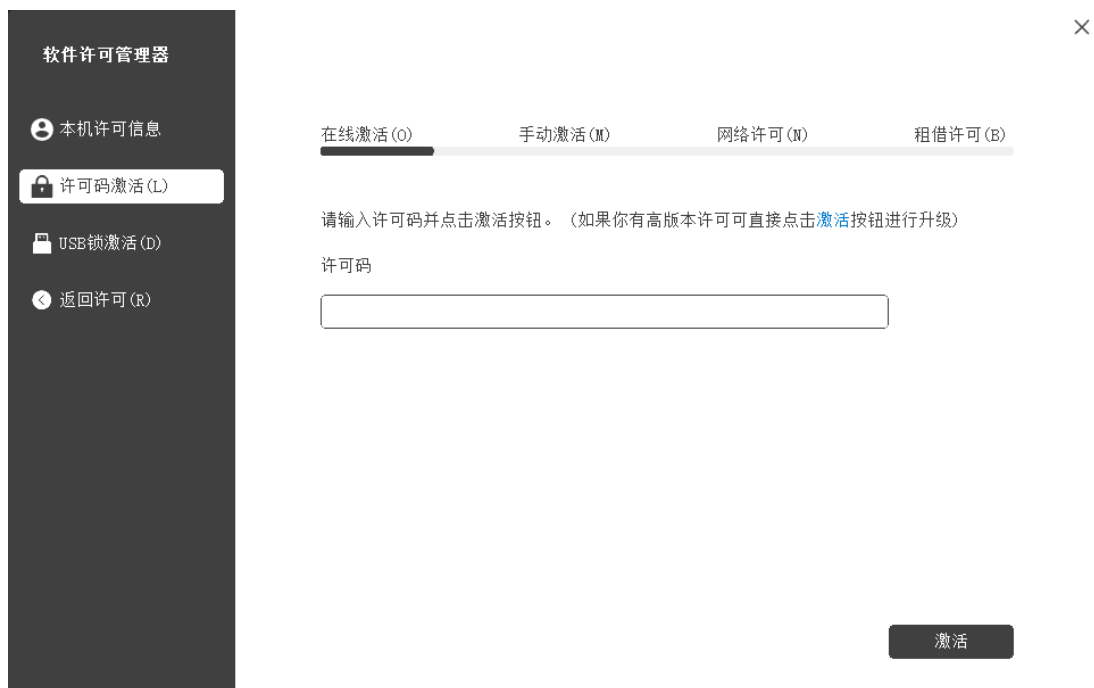 软件许可管理器
本机许可信息
许可码激活(L)
USB锁激活(D)
返回许可(R)
在线激活(O)
手动激活(M)
网络许可(N)
租借许可(B)
请输入许可码并点击激活按钮。（如果你有高版本许可可直接点击激活按钮进行升级）
许可码
激活